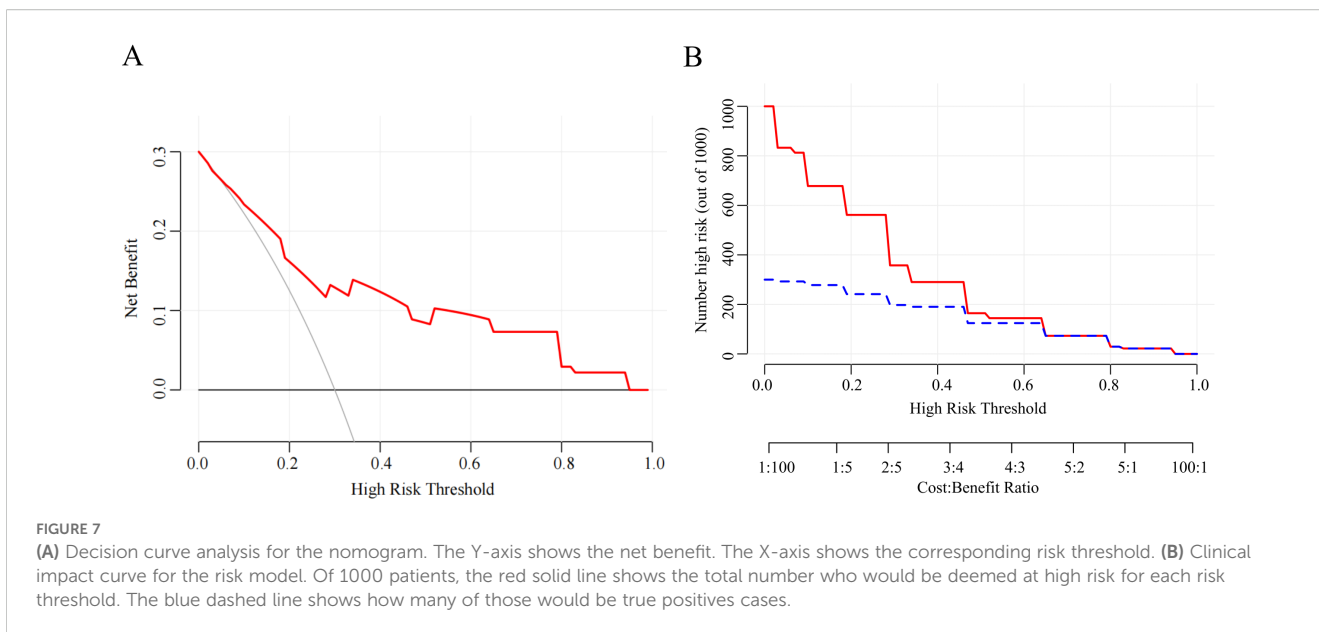 A
B
0.3
0.2
0.1
0.0
Net Benefit
0.0 0.2 0.4 0.6 0.8 1.0
High Risk Threshold
1000
800
600
400
200
0
Number high risk (out of 1000)
0.0 0.2 0.4 0.6 0.8 1.0
High Risk Threshold
1:100 1:5 2:5 3:4 4:3 5:2 5:1 100:1
Cost:Benefit Ratio
FIGURE 7
(A) Decision curve analysis for the nomogram. The Y-axis shows the net benefit. The X-axis shows the corresponding risk threshold. (B) Clinical
impact curve for the risk model. Of 1000 patients, the red solid line shows the total number who would be deemed at high risk for each risk
threshold. The blue dashed line shows how many of those would be true positives cases.